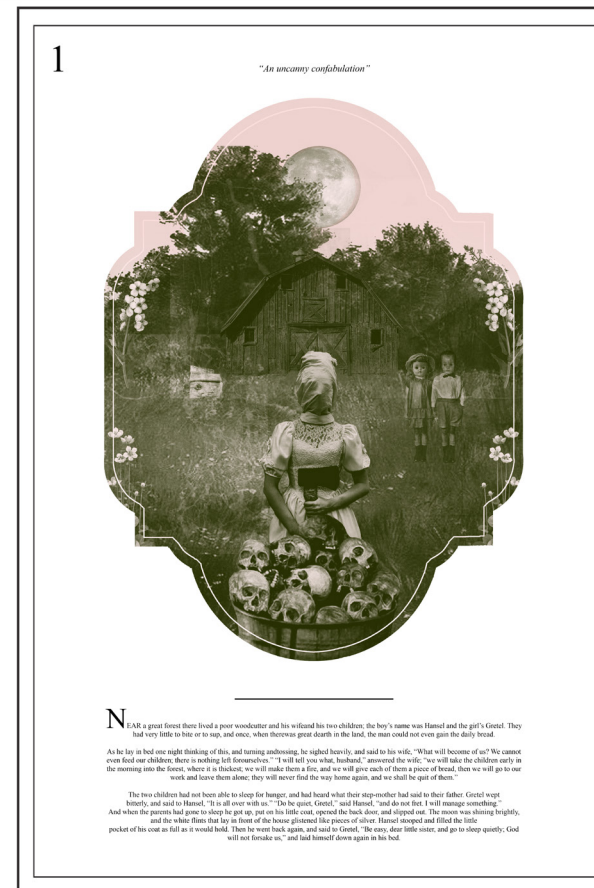 1
“An uncanny confabulation”
NEAR a great forest there lived a poor woodcutter and his wifeand his two children; the boy's name was Hansel and the girl's Gretel. They
had very little to bite or to sup, and once, when therewas great dearth in the land, the man could not even gain the daily bread.
As he lay in bed one night thinking of this, and turning andtossing, he sighed heavily, and said to his wife, “What will become of us? We cannot
even feed our children; there is nothing left forourselves.” “I will tell you what, husband,” answered the wife; “we will take the children early in
the morning into the forest, where it is thickest; we will make them a fire, and we will give each of them a piece of bread, then we will go to our
work and leave them alone; they will never find the way home again, and we shall be quit of them.”
The two children had not been able to sleep for hunger, and had heard what their step-mother had said to their father. Gretel wept
bitterly, and said to Hansel, “It is all over with us.” “Do be quiet, Gretel,” said Hansel, “and do not fret. I will manage something.”
And when the parents had gone to sleep he got up, put on his little coat, opened the back door, and slipped out. The moon was shining brightly,
and the white flints that lay in front of the house glistened like pieces of silver. Hansel stooped and filled the little
pocket of his coat as full as it would hold. Then he went back again, and said to Gretel, “Be easy, dear little sister, and go to sleep quietly; God
will not forsake us,” and laid himself down again in his bed.